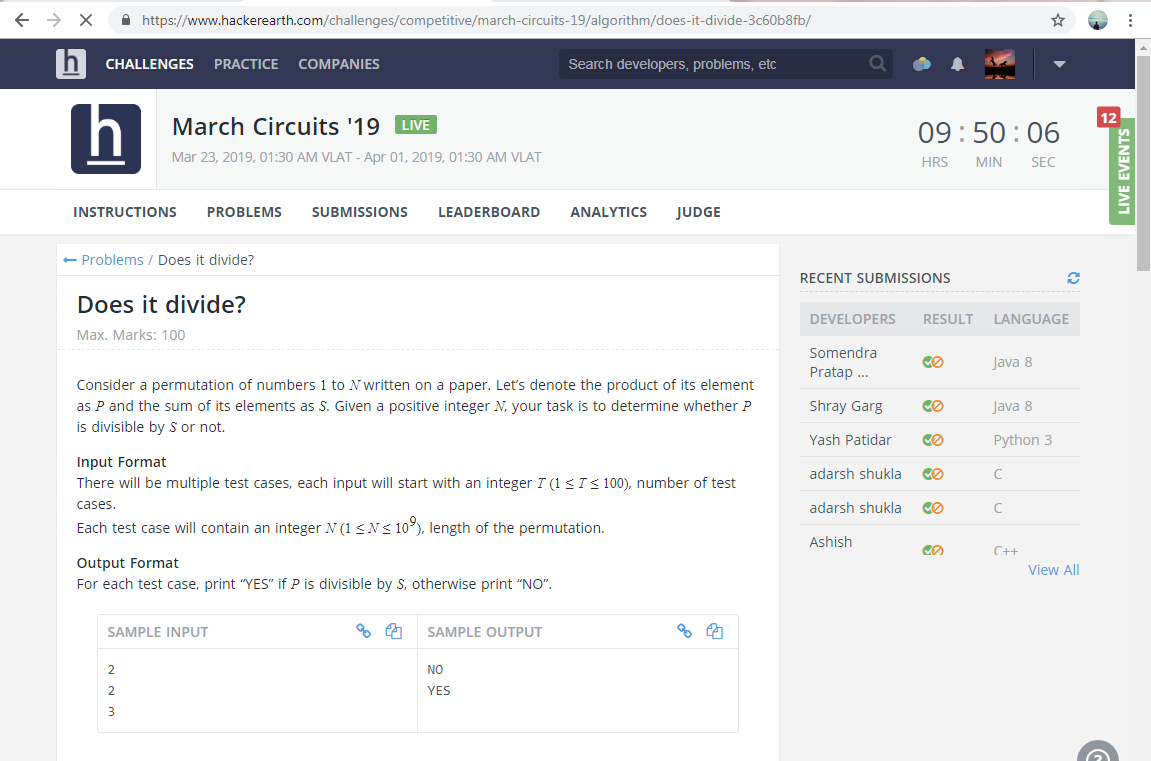 https://www.hackerearth.com/challenges/competitive/march-circuits-19/algorithm/does-it-divide-3c60b8fb/
h CHALLENGES PRACTICE COMPANIES Search developers, problems, etc
h
March Circuits '19 LIVE
Mar 23, 2019, 01:30 AM VLAT - Apr 01, 2019, 01:30 AM VLAT
09 : 50 : 06
HRS MIN SEC
12
LIVE EVENTS
INSTRUCTIONS PROBLEMS SUBMISSIONS LEADERBOARD ANALYTICS JUDGE
← Problems / Does it divide?
Does it divide?
Max. Marks: 100
Consider a permutation of numbers 1 to N written on a paper. Let’s denote the product of its element
as P and the sum of its elements as S. Given a positive integer N, your task is to determine whether P
is divisible by S or not.
Input Format
There will be multiple test cases, each input will start with an integer T (1 ≤ T ≤ 100), number of test
cases.
Each test case will contain an integer N (1 ≤ N ≤ 10⁹), length of the permutation.
Output Format
For each test case, print “YES” if P is divisible by S, otherwise print “NO”.
SAMPLE INPUT
2
2
3
SAMPLE OUTPUT
NO
YES
RECENT SUBMISSIONS
DEVELOPERS RESULT LANGUAGE
Somendra
Pratap ... Java 8
Shray Garg Java 8
Yash Patidar Python 3
adarsh shukla C
adarsh shukla C
Ashish C++
View All
?